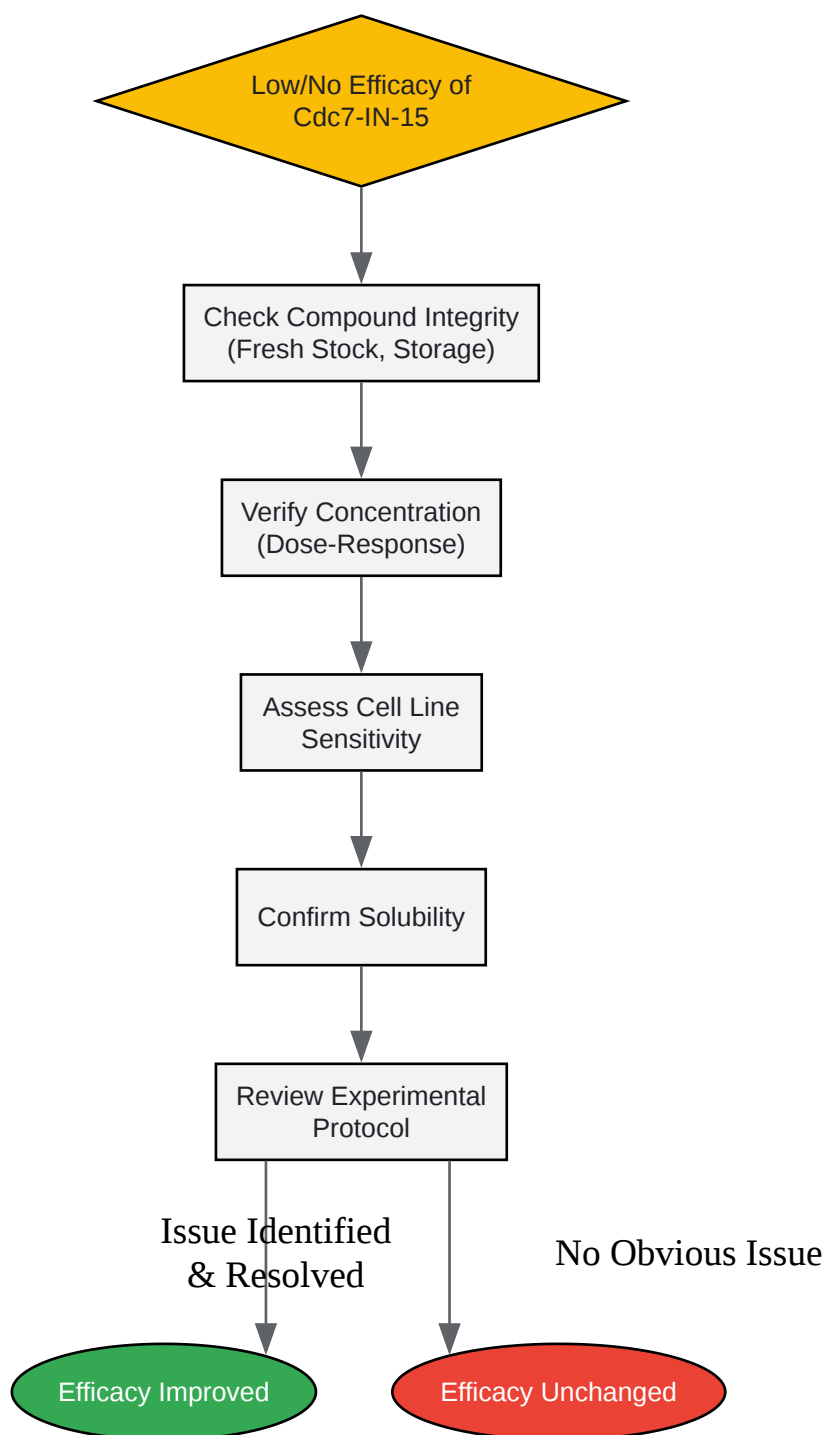 Low/No Efficacy of
Cdc7-IN-15
Check Compound Integrity
(Fresh Stock, Storage)
Verify Concentration
(Dose-Response)
Assess Cell Line
Sensitivity
Confirm Solubility
Review Experimental
Protocol
Issue Identified
& Resolved
No Obvious Issue
Efficacy Improved
Efficacy Unchanged